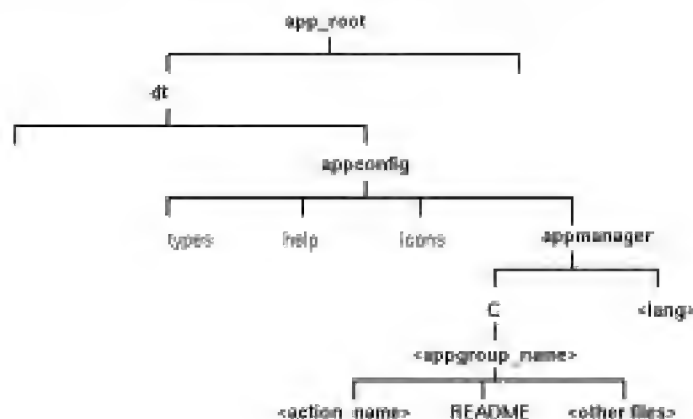 app_root
dt
appconfig
types help icons appmanager
C <lang>
<appgroup_name>
<action_name> README <other files>